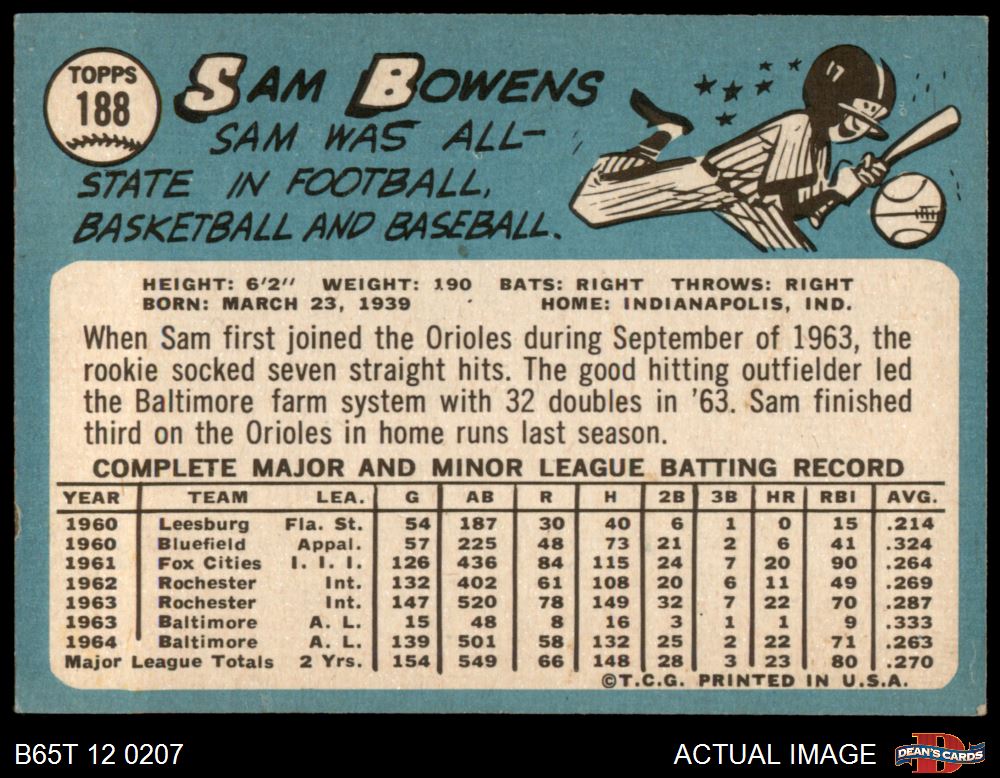 TOPPS
188
SAM BOWENS
SAM WAS ALL-
STATE IN FOOTBALL,
BASKETBALL AND BASEBALL.
17
HEIGHT: 6'2" WEIGHT: 190 BATS: RIGHT THROWS: RIGHT
BORN: MARCH 23, 1939 HOME: INDIANAPOLIS, IND.
When Sam first joined the Orioles during September of 1963, the
rookie socked seven straight hits. The good hitting outfielder led
the Baltimore farm system with 32 doubles in '63. Sam finished
third on the Orioles in home runs last season.
COMPLETE MAJOR AND MINOR LEAGUE BATTING RECORD
YEAR TEAM LEA. G AB R H 2B 3B HR RBI AVG.
1960 Leesburg Fla. St. 54 187 30 40 6 1 0 15 .214
1960 Bluefield Appal. 57 225 48 73 21 2 6 41 .324
1961 Fox Cities I. I. I. 126 436 84 115 24 7 20 90 .264
1962 Rochester Int. 132 402 61 108 20 6 11 49 .269
1963 Rochester Int. 147 520 78 149 32 7 22 70 .287
1963 Baltimore A. L. 15 48 8 16 3 1 1 9 .333
1964 Baltimore A. L. 139 501 58 132 25 2 22 71 .263
Major League Totals 2 Yrs. 154 549 66 148 28 3 23 80 .270
©T.C.G. PRINTED IN U.S.A.
B65T 12 0207
ACTUAL IMAGE
D
DEAN'S CARDS